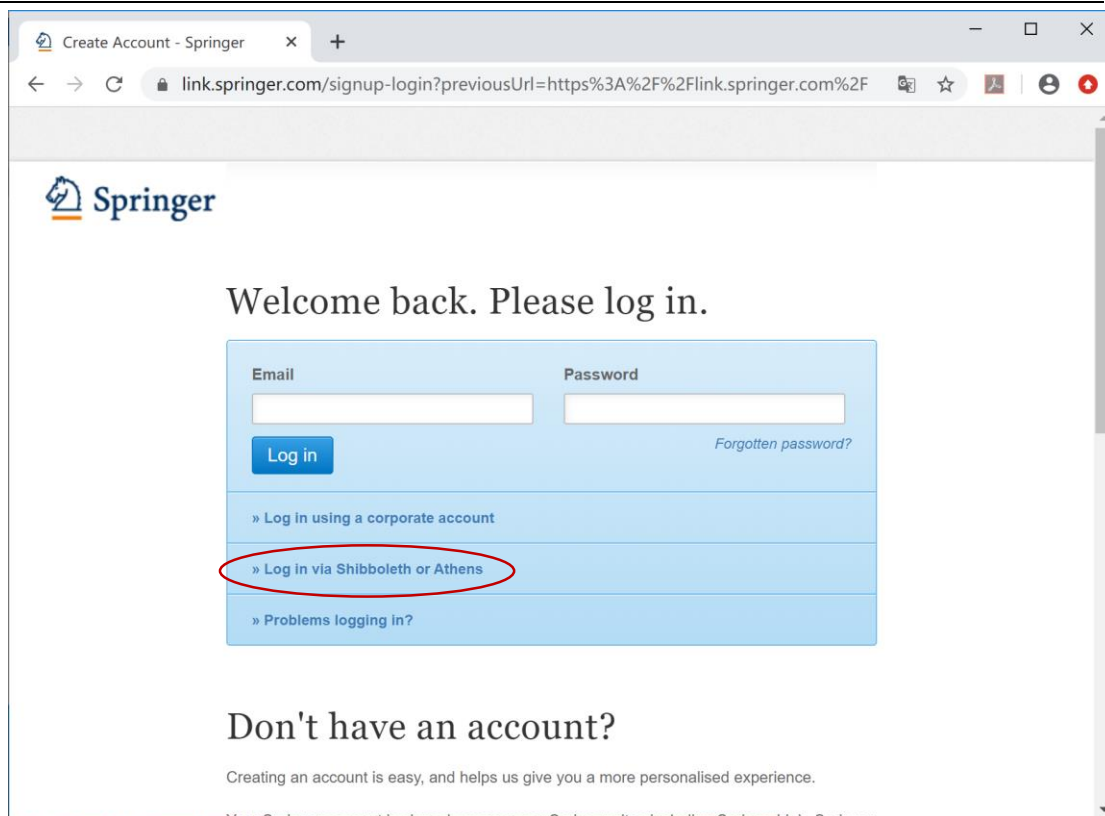 Create Account - Springer
link.springer.com/signup-login?previousUrl=https%3A%2F%2Flink.springer.com%2F
Springer
Welcome back. Please log in.
Email Password
Forgotten password?
Log in
» Log in using a corporate account
» Log in via Shibboleth or Athens
» Problems logging in?
Don't have an account?
Creating an account is easy, and helps us give you a more personalised experience.